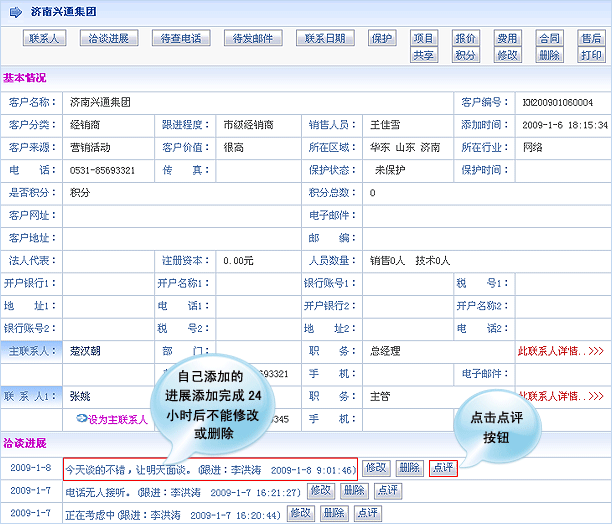 济南兴通集团
联系人 洽谈进展 待查电话 待发邮件 联系日期 保护 项目 报价 费用 合同 售后
共享 积分 修改 删除 打印
基本情况
客户名称： 济南兴通集团 客户编号：
客户分类： 经销商 跟进程度： 市级经销商 销售人员： 王佳雪 添加时间： 2009-1-6 18:15:34
客户来源： 营销活动 客户价值： 很高 所在区域： 华东 山东 济南 所在行业： 网络
电 话： 0531-85693321 传 真： 保护状态： 未保护 保护时间：
是否积分： 积分 积分总数： 0
客户网址： 电子邮件：
客户地址： 邮 编：
法人代表： 注册资本： 0.00元 人员数量： 销售0人 技术0人
开户银行1： 开户名称1： 银行账号1： 税 号1：
地 址1： 电 话1： 开户银行2： 开户名称2：
银行账号2： 税 号2： 地 址2： 电 话2：
主联系人： 楚汉朝 部 门： 职 务： 总经理 此联系人详情..>>>
693321 手 机： 电子邮件：
联 系 人1： 张姚 职 务： 主管 此联系人详情..>>>
设为主联系人 345 手 机：
自己添加的
进展添加完成 24
小时后不能修改
或删除
点击点评
按钮
洽谈进展
2009-1-8 今天谈的不错，让明天面谈。(跟进：李洪涛 2009-1-8 9:01:46) 修改 删除 点评
2009-1-7 电话无人接听。(跟进：李洪涛 2009-1-7 16:21:27) 修改 删除 点评
2009-1-7 正在考虑中(跟进：李洪涛 2009-1-7 16:20:44) 修改 删除 点评